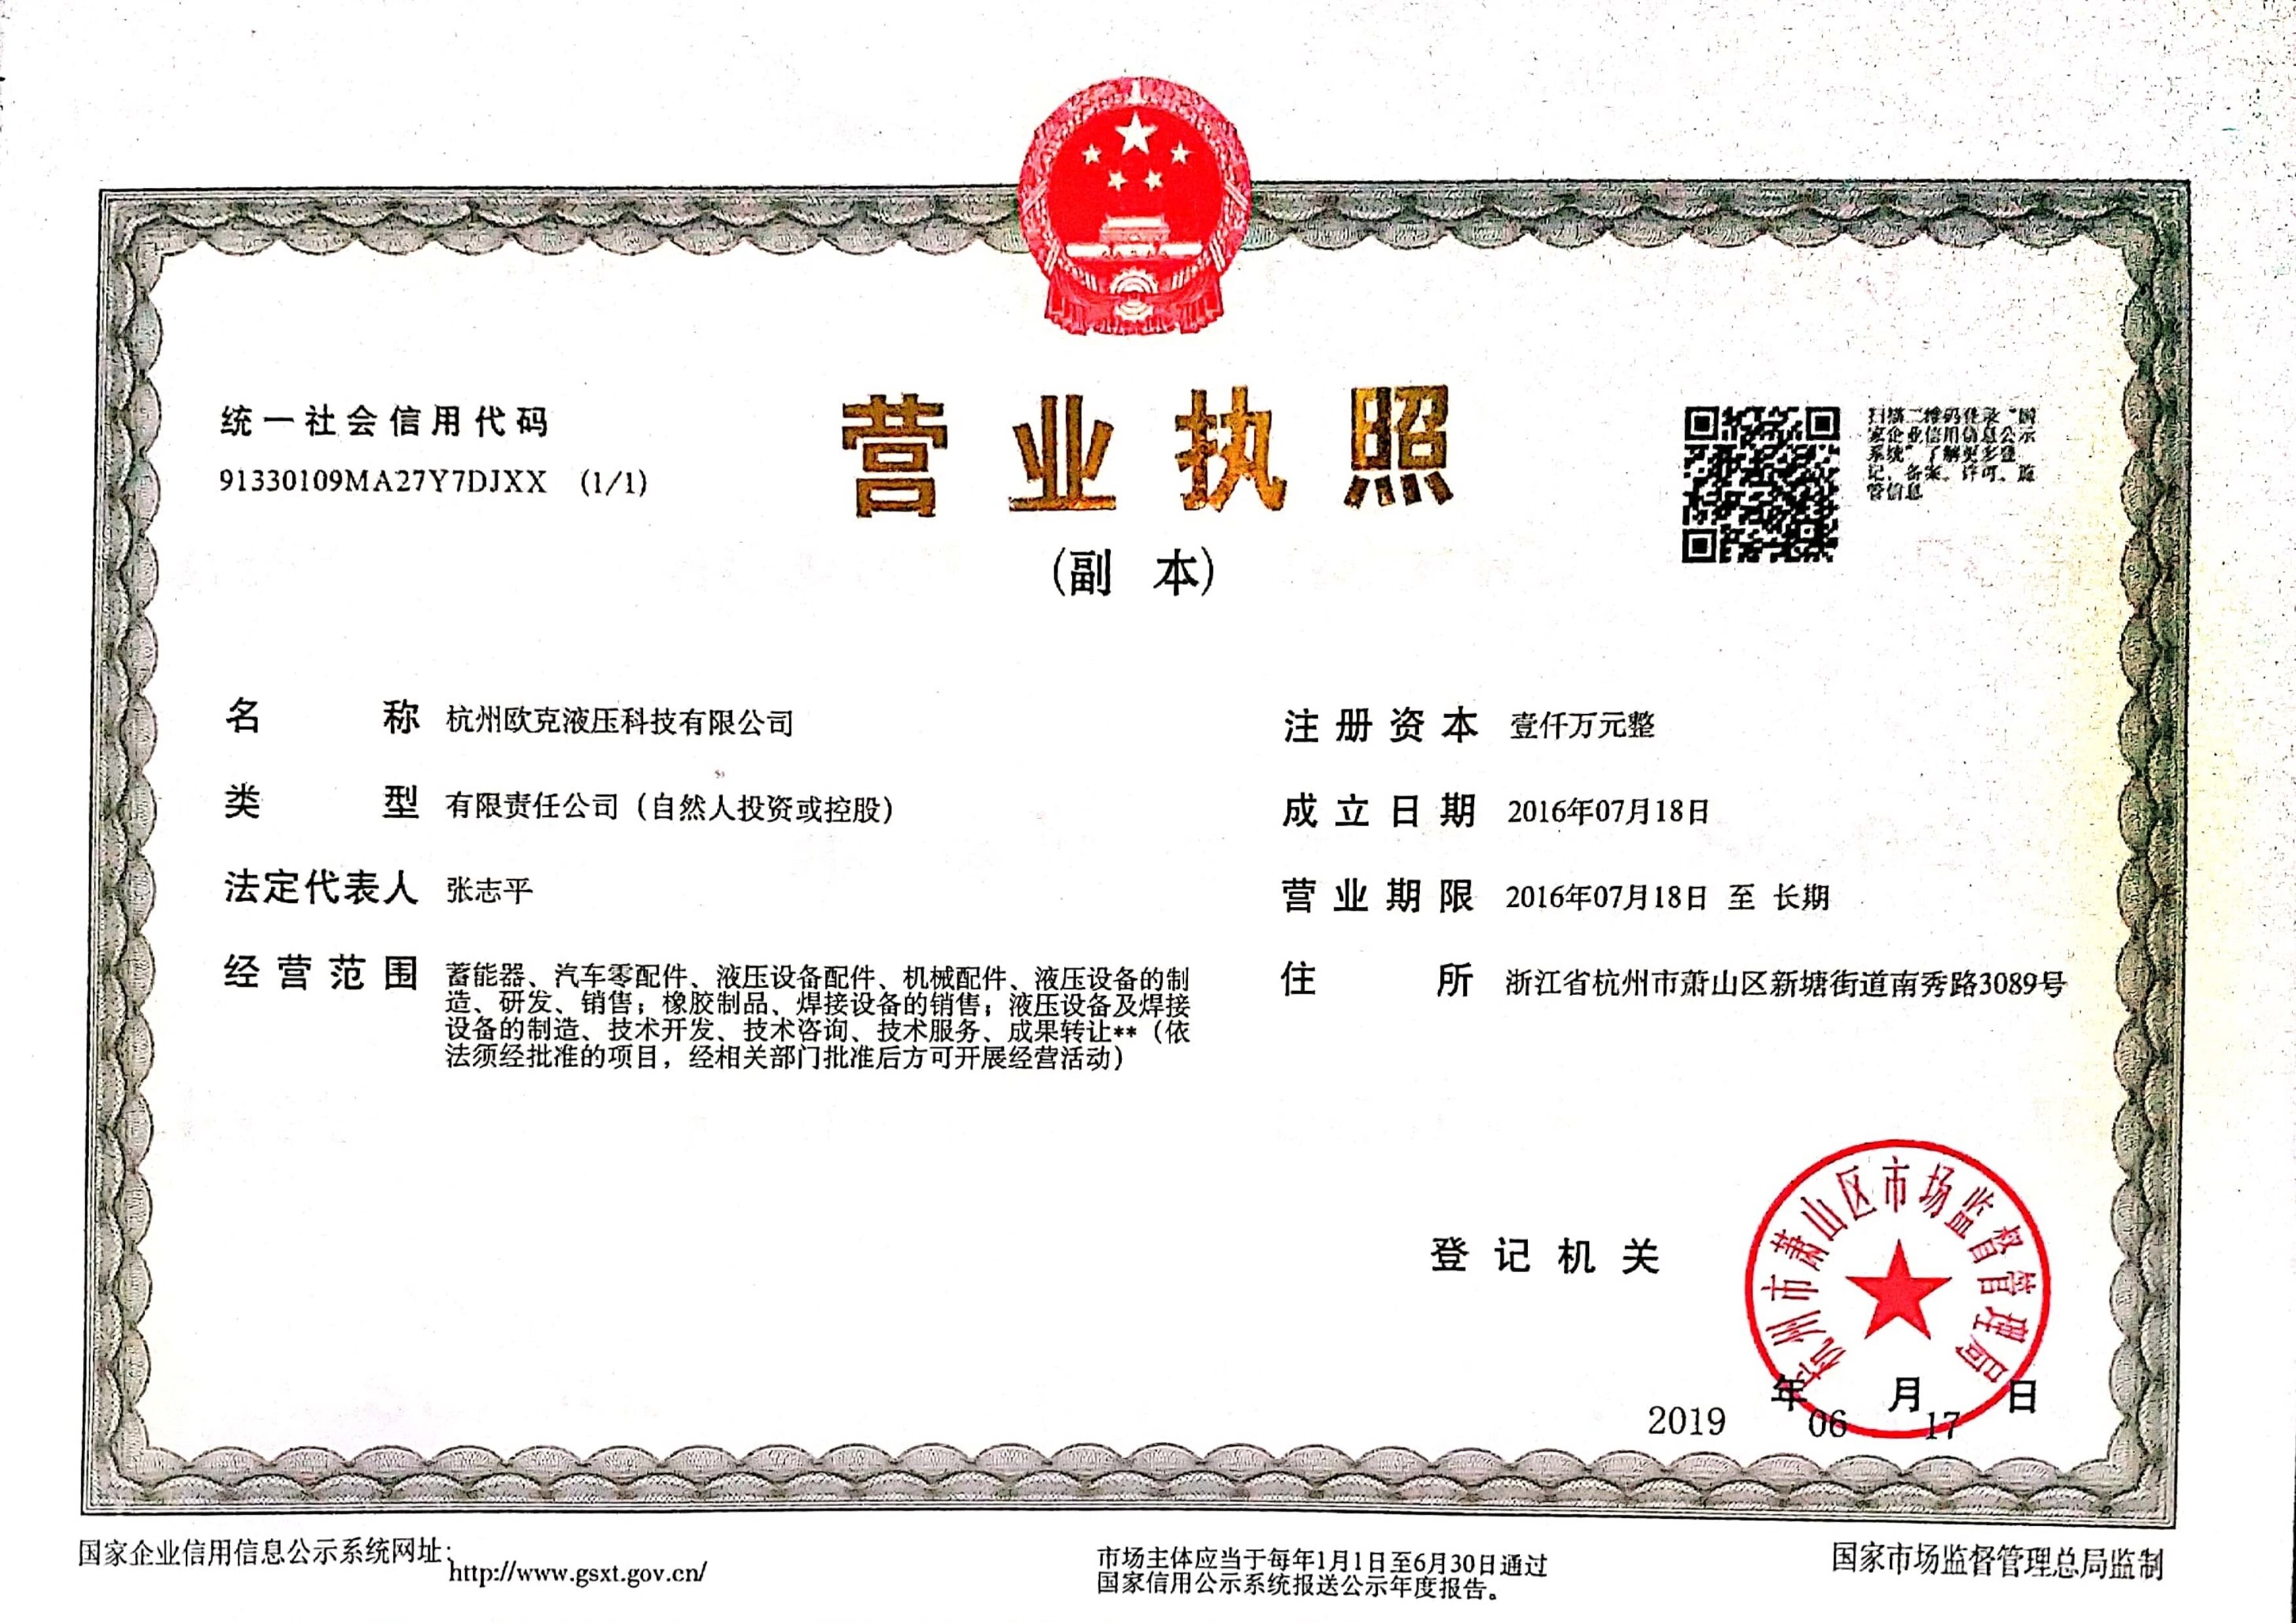 营业执照
(副 本)
统一社会信用代码
91330109MA27Y7DJXX (1/1)
扫描二维码登录“国
家企业信用信息公示
系统”了解更多登
记、备案、许可、监
管信息
名 称 杭州欧克液压科技有限公司
类 型 有限责任公司（自然人投资或控股）
法定代表人 张志平
经营范围 蓄能器、汽车零配件、液压设备配件、机械配件、液压设备的制
造、研发、销售；橡胶制品、焊接设备的销售；液压设备及焊接
设备的制造、技术开发、技术咨询、技术服务、成果转让**（依
法须经批准的项目，经相关部门批准后方可开展经营活动）
注册资本 壹仟万元整
成立日期 2016年07月18日
营业期限 2016年07月18日 至 长期
住 所 浙江省杭州市萧山区新塘街道南秀路3089号
登记机关
杭州市萧山区市场监督管理局
2019 年 06 月 17 日
国家企业信用信息公示系统网址：http://www.gsxt.gov.cn/
市场主体应当于每年1月1日至6月30日通过
国家信用公示系统报送公示年度报告。
国家市场监督管理总局监制